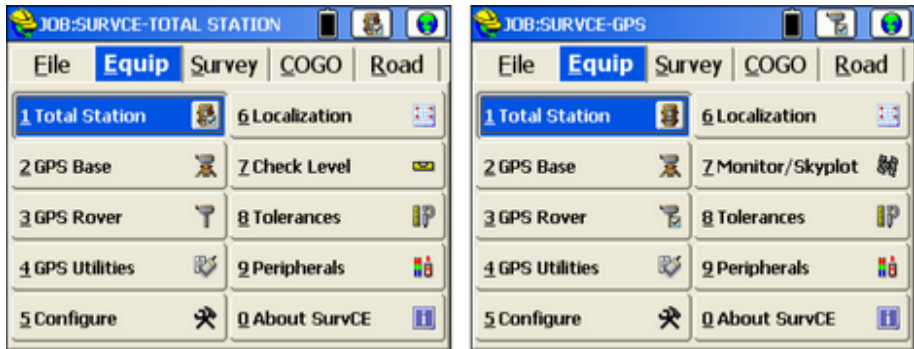 JOB:SURVCE-TOTAL STATION
File Equip Survey COGO Road
1 Total Station 6 Localization
2 GPS Base 7 Check Level
3 GPS Rover 8 Tolerances
4 GPS Utilities 9 Peripherals
5 Configure 0 About SurvCE
JOB:SURVCE-GPS
File Equip Survey COGO Road
1 Total Station 6 Localization
2 GPS Base 7 Monitor/Skyplot
3 GPS Rover 8 Tolerances
4 GPS Utilities 9 Peripherals
5 Configure 0 About SurvCE